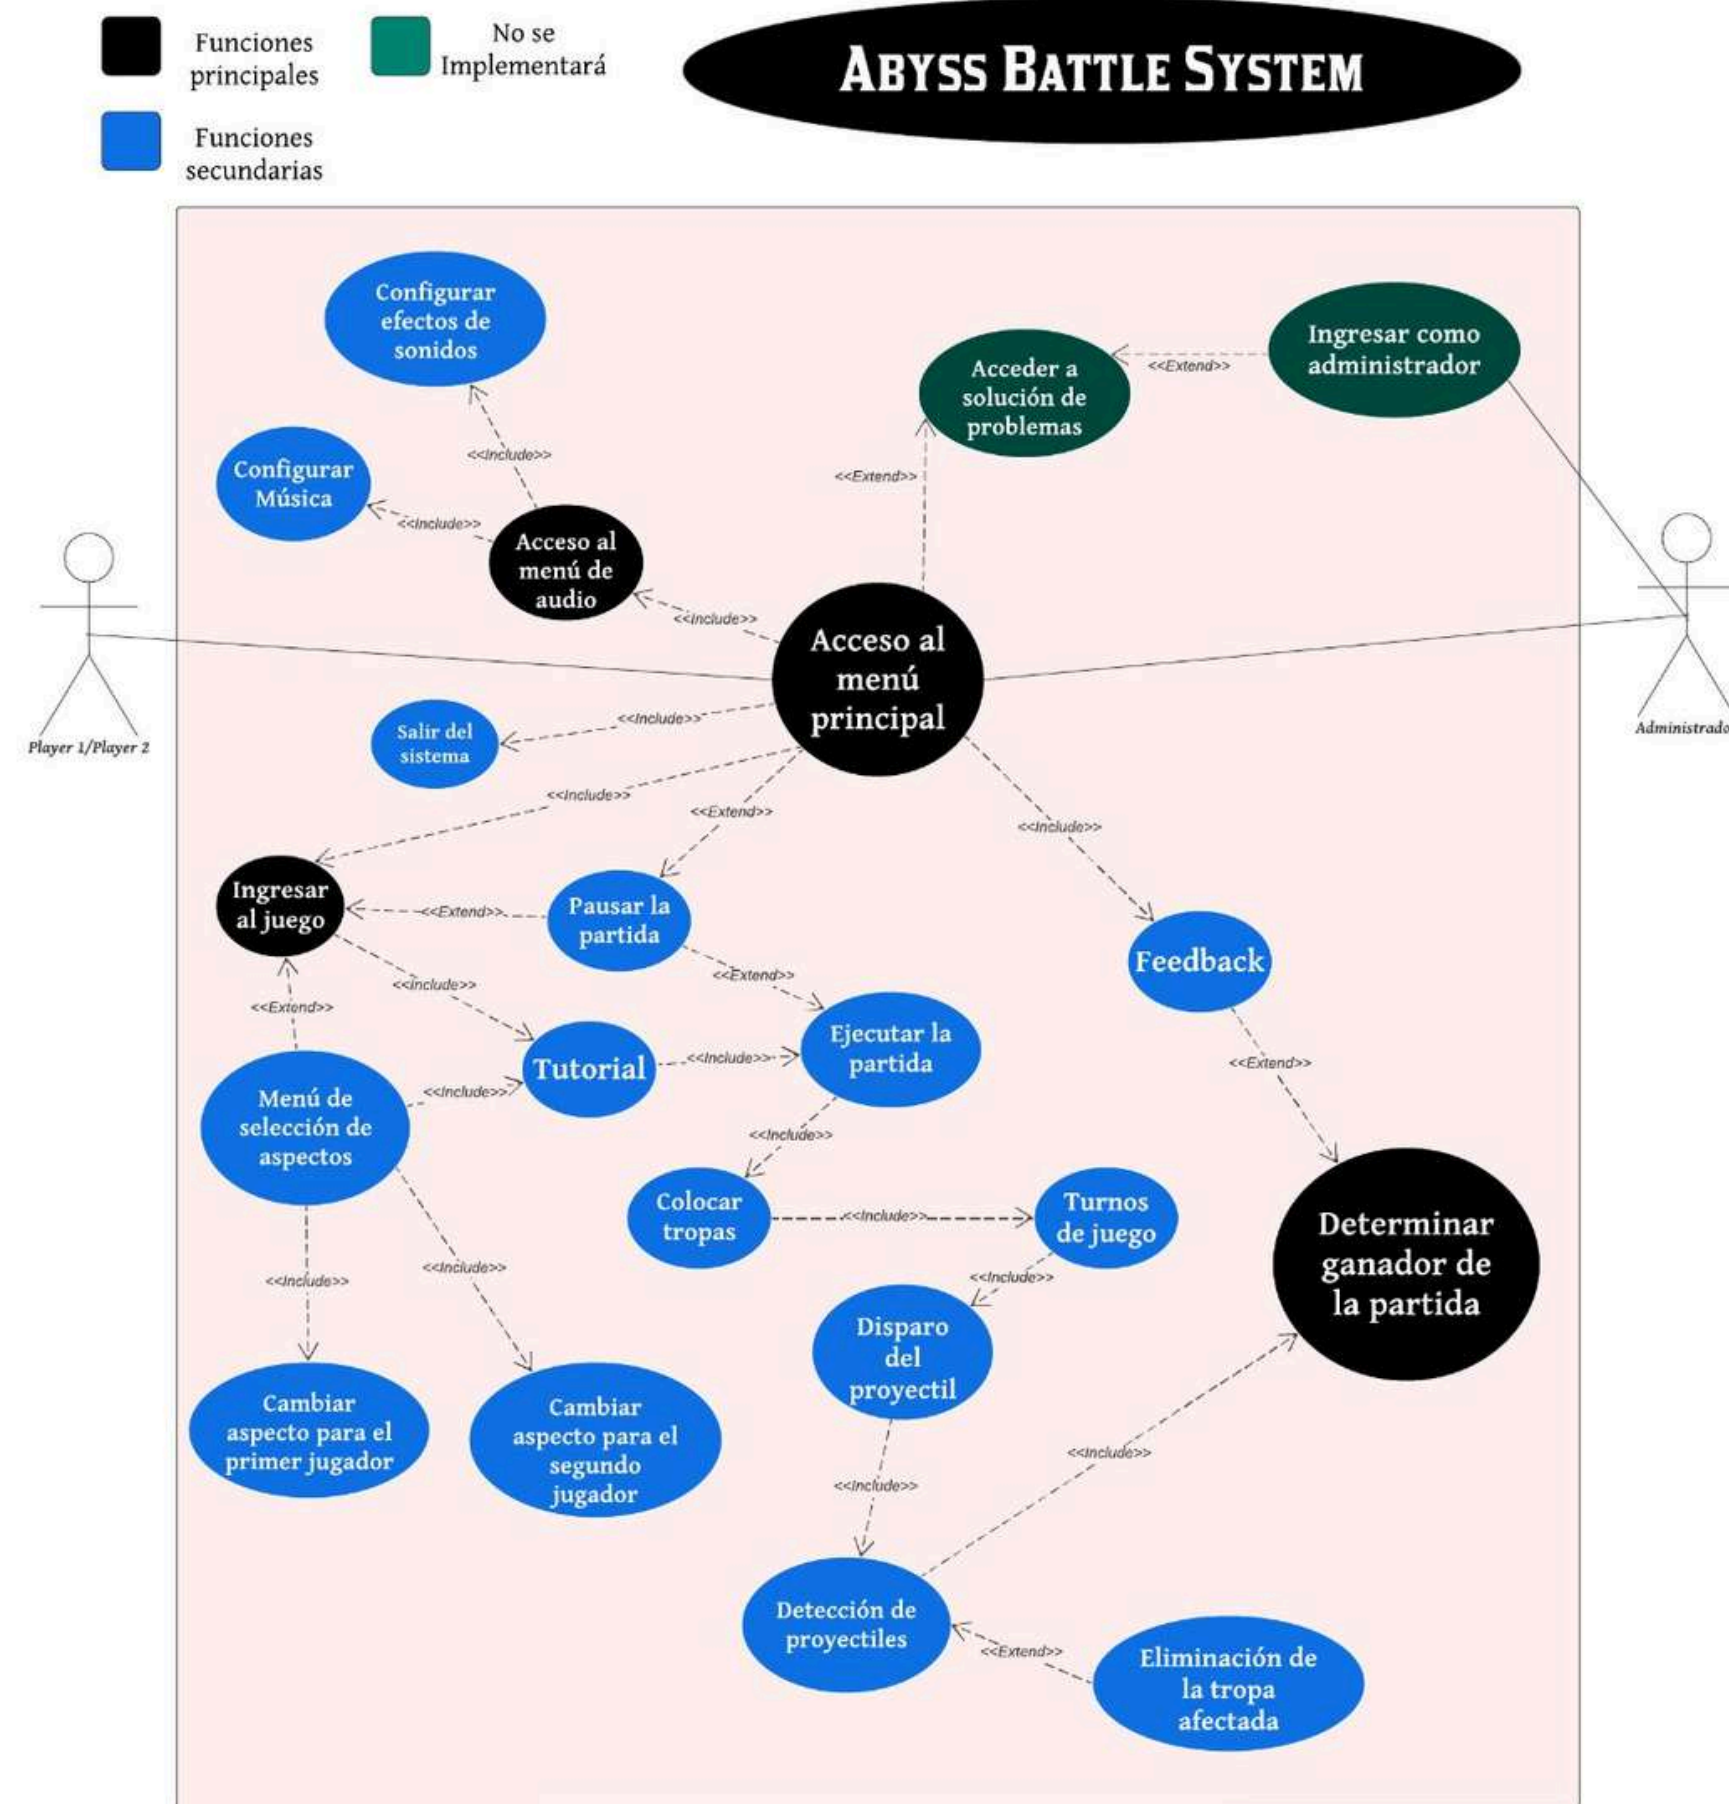 Funciones
principales
No se
Implementará
Funciones
secundarias
ABYSS BATTLE SYSTEM
Configurar
efectos de
sonidos
Acceder a
solución de
problemas
<<Extend>>
Ingresar como
administrador
<<Include>>
Configurar
Música
<<Include>>
<<Extend>>
Acceso al
menú de
audio
<<Include>>
Acceso al
menú
principal
Player 1/Player 2
Administrado
Salir del
sistema
<<Include>>
<<Include>>
<<Extend>>
<<Include>>
Ingresar
al juego
<<Extend>>
Pausar la
partida
Feedback
<<Extend>>
<<Include>>
<<Extend>>
Menú de
selección de
aspectos
<<Include>>
Tutorial
<<Include>>
Ejecutar la
partida
<<Extend>>
<<Include>>
Colocar
tropas
<<Include>>
Turnos
de juego
Determinar
ganador de
la partida
<<Include>>
<<Include>>
<<Include>>
Disparo
del
proyectil
Cambiar
aspecto para el
primer jugador
Cambiar
aspecto para el
segundo
jugador
<<Include>>
<<Include>>
Detección de
proyectiles
<<Extend>>
Eliminación de
la tropa
afectada